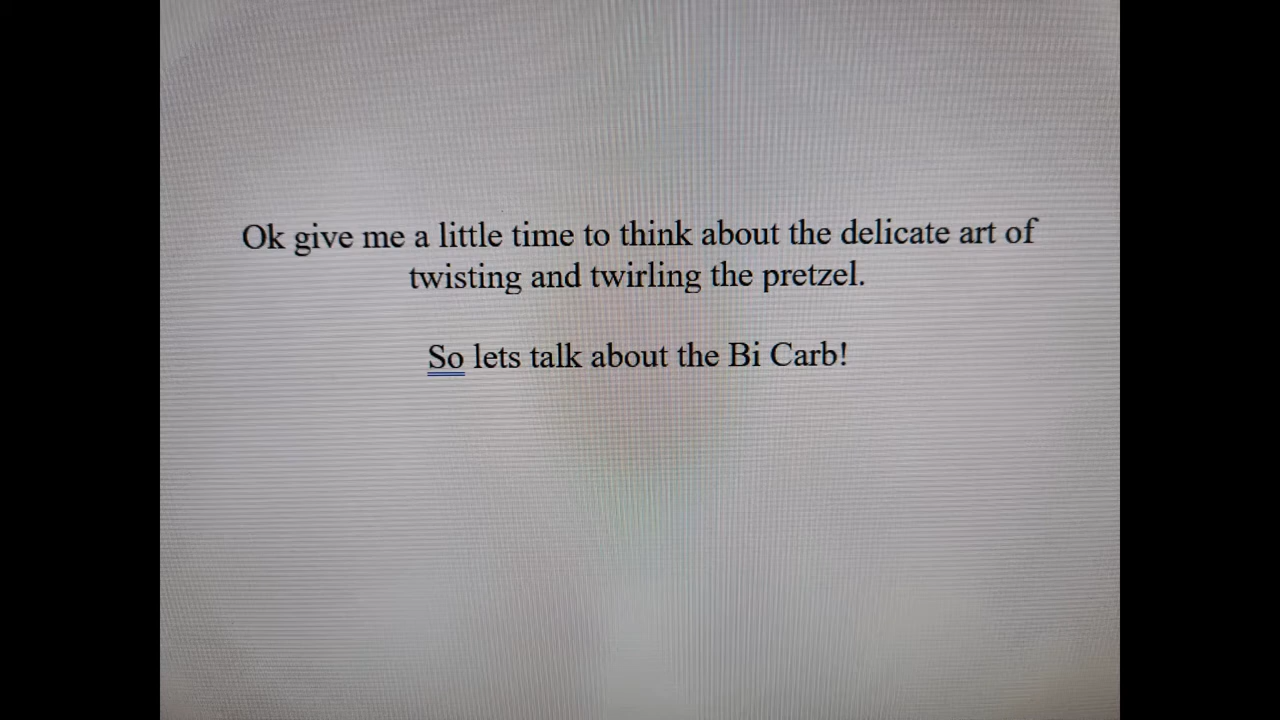 Ok give me a little time to think about the delicate art of
twisting and twirling the pretzel.
So lets talk about the Bi Carb!